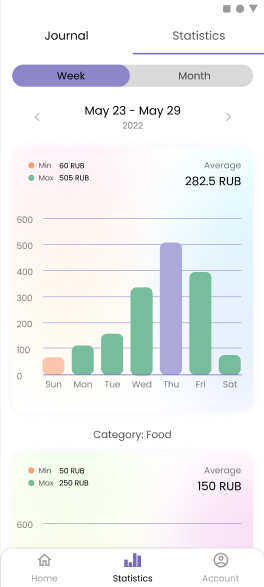 Journal Statistics
Week Month
May 23 - May 29
2022
Min 60 RUB Average
Max 505 RUB 282.5 RUB
600
500
400
300
200
100
0
Sun Mon Tue Wed Thu Fri Sat
Category: Food
Min 50 RUB Average
Max 250 RUB 150 RUB
600
Home Statistics Account